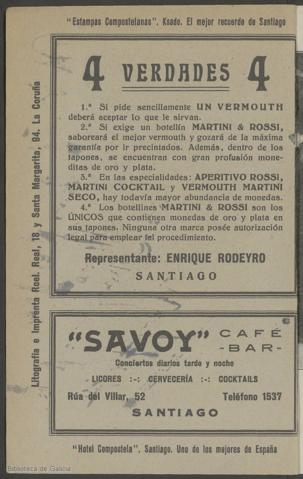 "Estampas Compostelanas". Ksado. El mejor recuerdo de Santiago
4 VERDADES 4
1.ª Si pide sencillamente UN VERMOUTH
deberá aceptar lo que le sirvan.
2.ª Si exige un botellín MARTINI & ROSSI,
saboreará el mejor vermouth y gozará de la máxima
garantía por ir precintados. Además, dentro de los
tapones, se encuentran con gran profusión mone-
ditas de oro y plata.
3.ª En las especialidades: APERITIVO ROSSI,
MARTINI COCKTAIL y VERMOUTH MARTINI
SECO, hay todavía mayor abundancia de monedas.
4.ª Los botellines MARTINI & ROSSI son los
ÚNICOS que contienen monedas de oro y plata en
sus tapones. Ninguna otra marca posée autorización
legal para emplear tal procedimiento.
Representante: ENRIQUE RODEYRO
SANTIAGO
Litografía e Imprenta Roel. Real, 18 y Santa Margarita, 94. La Coruña
"SAVOY" CAFÉ
-BAR-
Conciertos diarios tarde y noche
LICORES :-: CERVECERÍA :-: COCKTAILS
Rúa del Villar, 52 Teléfono 1537
SANTIAGO
"Hotel Compostela". Santiago. Uno de los mejores de España
Biblioteca de Galicia